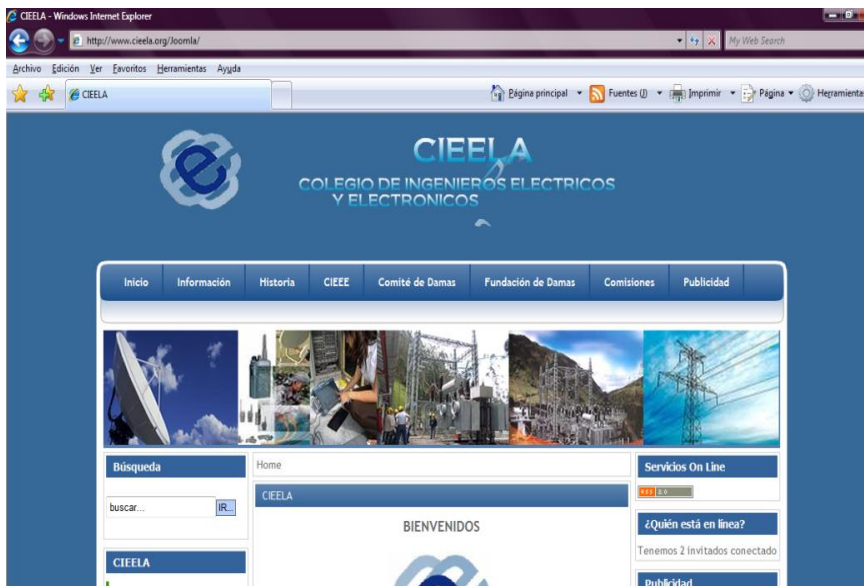 CIEELA - Windows Internet Explorer
http://www.cieela.org/Joomla/
My Web Search
Archivo Edición Ver Favoritos Herramientas Ayuda
CIEELA
Página principal Fuentes (J) Imprimir Página Herramientas
CIEELA
COLEGIO DE INGENIEROS ELECTRICOS
Y ELECTRONICOS
Inicio Información Historia CIEEE Comité de Damas Fundación de Damas Comisiones Publicidad
Búsqueda
buscar...
IR...
CIEELA
Home
CIEELA
BIENVENIDOS
Servicios On Line
RSS 2.0
¿Quién está en línea?
Tenemos 2 invitados conectado
Publicidad